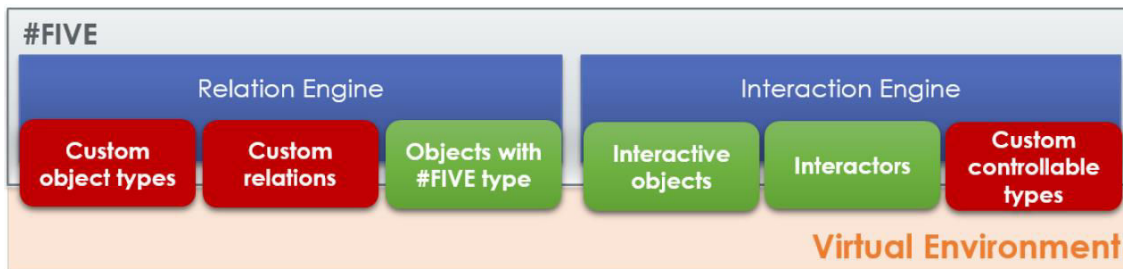 #FIVE
Relation Engine
Interaction Engine
Custom
object types
Custom
relations
Objects with
#FIVE type
Interactive
objects
Interactors
Custom
controllable
types
Virtual Environment